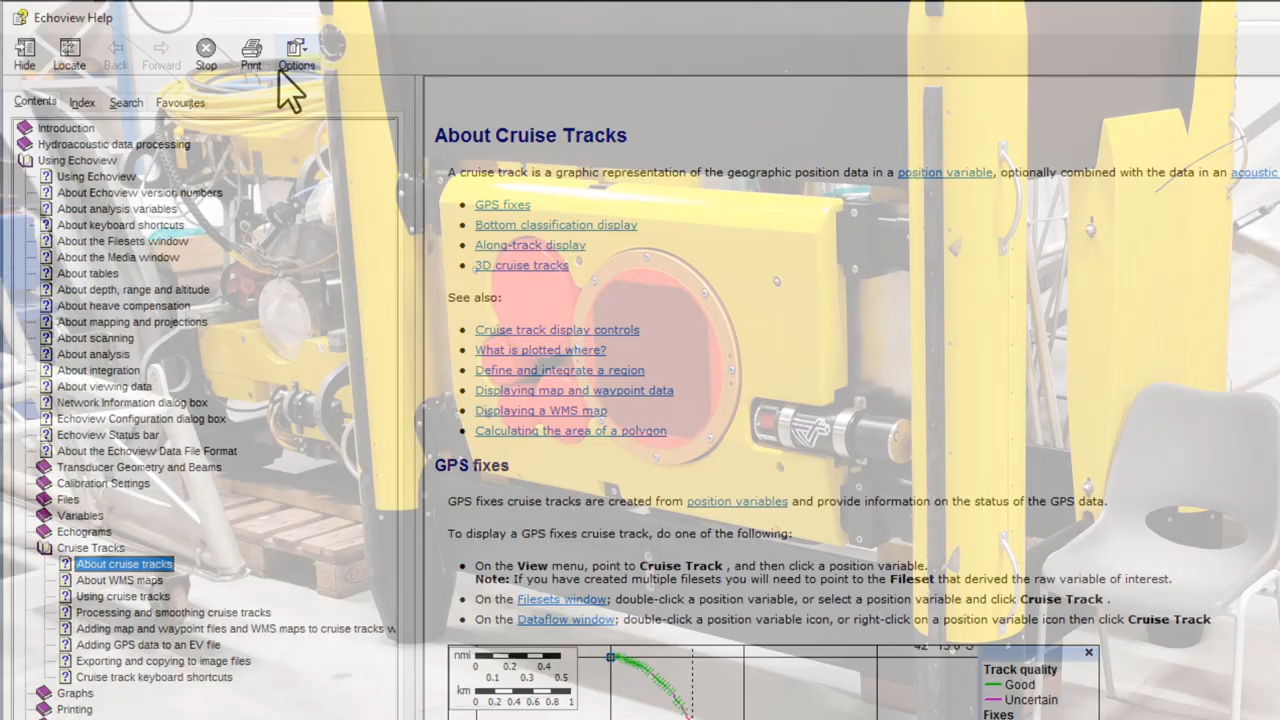 Echoview Help
Hide Locate Back Forward Stop Print Options
Contents Index Search Favourites
Introduction
Hydroacoustic data processing
Using Echoview
Using Echoview
About Echoview version numbers
About analysis variables
About keyboard shortcuts
About the Filesets window
About the Media window
About tables
About depth, range and altitude
About heave compensation
About mapping and projections
About scanning
About analysis
About integration
About viewing data
Network Information dialog box
Echoview Configuration dialog box
Echoview Status bar
About the Echoview Data File Format
Transducer Geometry and Beams
Calibration Settings
Files
Variables
Echograms
Cruise Tracks
About cruise tracks
About WMS maps
Using cruise tracks
Processing and smoothing cruise tracks
Adding map and waypoint files and WMS maps to cruise tracks w
Adding GPS data to an EV file
Exporting and copying to image files
Cruise track keyboard shortcuts
Graphs
Printing
About Cruise Tracks
A cruise track is a graphic representation of the geographic position data in a position variable, optionally combined with the data in an acoustic
GPS fixes
Bottom classification display
Along-track display
3D cruise tracks
See also:
Cruise track display controls
What is plotted where?
Define and integrate a region
Displaying map and waypoint data
Displaying a WMS map
Calculating the area of a polygon
GPS fixes
GPS fixes cruise tracks are created from position variables and provide information on the status of the GPS data.
To display a GPS fixes cruise track, do one of the following:
On the View menu, point to Cruise Track , and then click a position variable.
Note: If you have created multiple filesets you will need to point to the Fileset that derived the raw variable of interest.
On the Filesets window; double-click a position variable, or select a position variable and click Cruise Track .
On the Dataflow window; double-click a position variable icon, or right-click on a position variable icon then click Cruise Track
nmi
0 0.2 0.4
0.1 0.3 0.5
km
0 0.2 0.4 0.6 0.8 1
Track quality
Good
Uncertain
Fixes